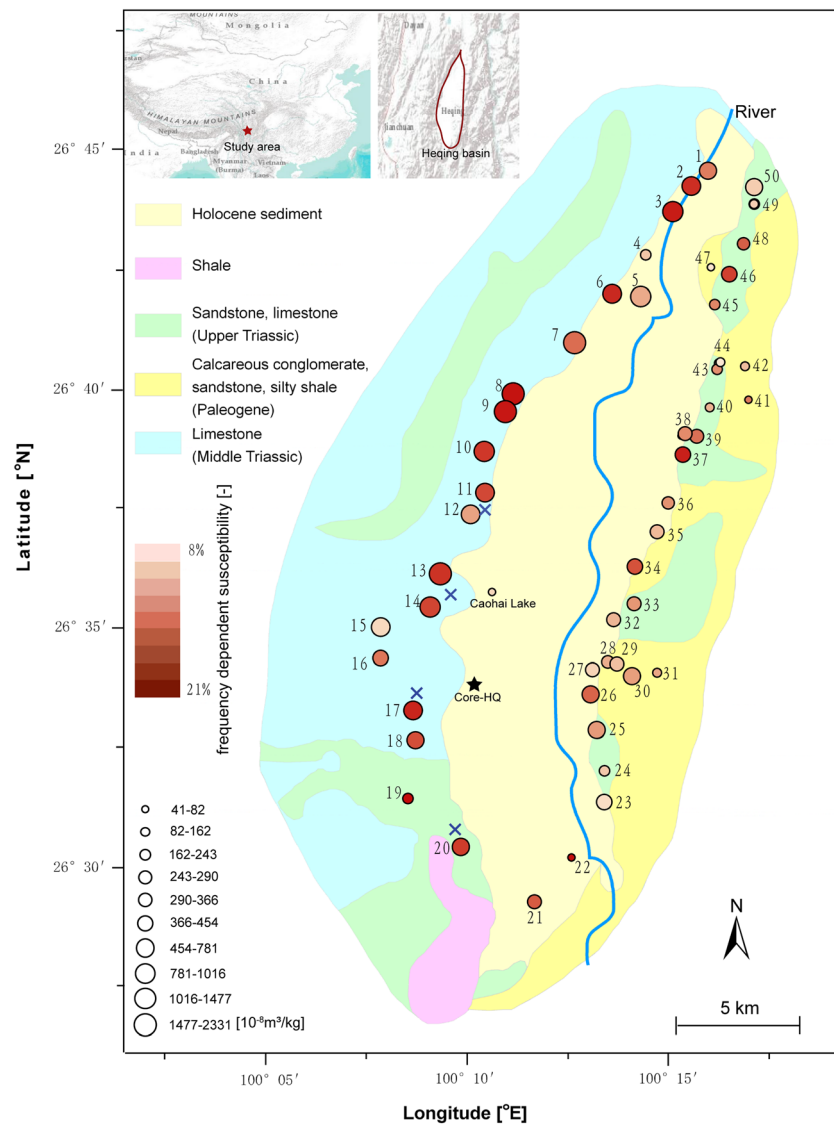 MOUNTAINS
Mongolia
China
HIMALAYAN MOUNTAINS
Nepal
Study area
Bangladesh
India
Myanmar
(Burma)
Vietnam
Laos
Dayan
Heqing
Jianchuan
Heqing basin
River
Holocene sediment
Shale
Sandstone, limestone
(Upper Triassic)
Calcareous conglomerate,
sandstone, silty shale
(Paleogene)
Limestone
(Middle Triassic)
frequency dependent susceptibility [-]
8%
21%
41-82
82-162
162-243
243-290
290-366
366-454
454-781
781-1016
1016-1477
1477-2331 [10⁻⁸m³/kg]
1
2
3
4
5
6
7
8
9
10
11
12
13
14
15
16
17
18
19
20
21
22
23
24
25
26
27
28
29
30
31
32
33
34
35
36
37
38
39
40
41
42
43
44
45
46
47
48
49
50
Caohai Lake
Core-HQ
N
5 km
26° 45′
26° 40′
26° 35′
26° 30′
Latitude [°N]
100° 05′
100° 10′
100° 15′
Longitude [°E]